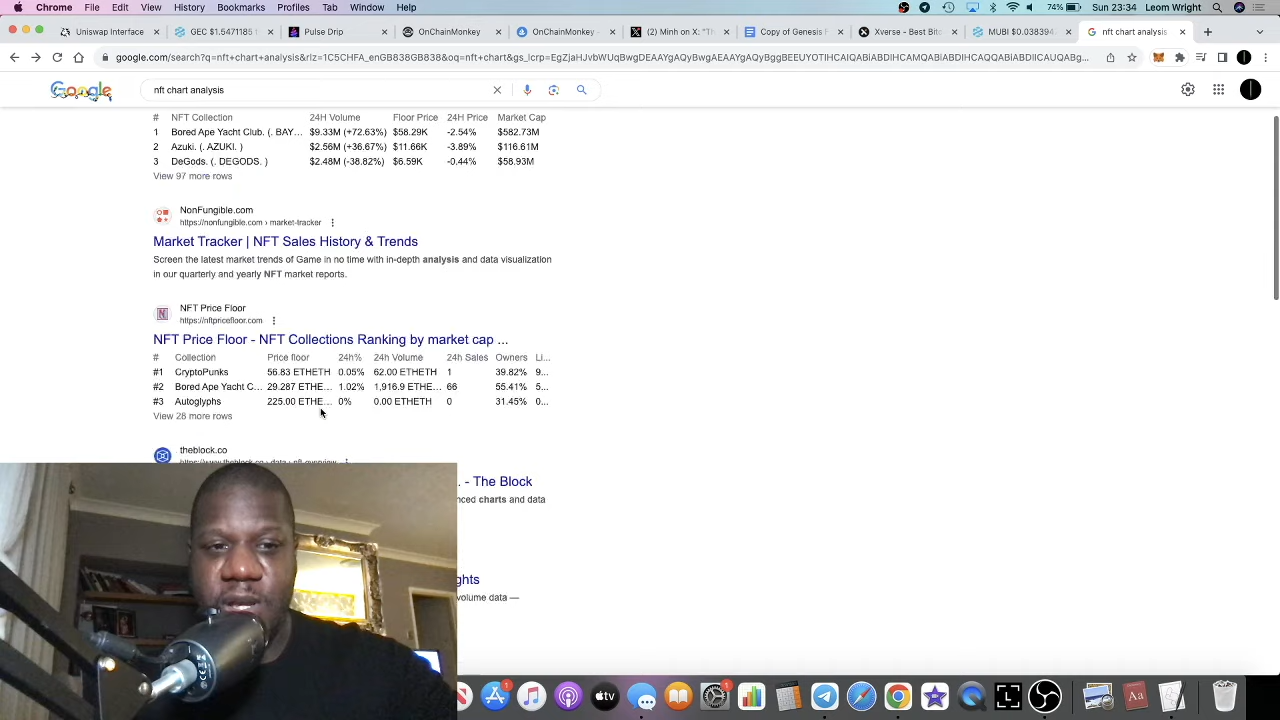 Chrome File Edit View History Bookmarks Profiles Tab Window Help 74% Sun 23:34 Leom Wright
Uniswap Interface GEC $1.5471185 Pulse Drip OnChainMonkey OnChainMonkey - (2) Minh on X: "Th Copy of Genesis F Xverse - Best Bitc MUBI $0.03839 nft chart analysis
google.com/search?q=nft+chart+analysis&rlz=1C5CHFA_enGB838GB838&oq=nft+chart&gs_lcrp=
nft chart analysis
# NFT Collection 24H Volume Floor Price 24H Price Market Cap
1 Bored Ape Yacht Club. (. BAY... $9.33M (+72.63%) $58.29K -2.54% $582.73M
2 Azuki. (. AZUKI. ) $2.56M (+36.67%) $11.66K -3.89% $116.61M
3 DeGods. (. DEGODS. ) $2.48M (-38.82%) $6.59K -0.44% $58.93M
View 97 more rows
NonFungible.com
https://nonfungible.com › market-tracker
Market Tracker | NFT Sales History & Trends
Screen the latest market trends of Game in no time with in-depth analysis and data visualization
in our quarterly and yearly NFT market reports.
NFT Price Floor
https://nftpricefloor.com
NFT Price Floor - NFT Collections Ranking by market cap ...
# Collection Price floor 24h% 24h Volume 24h Sales Owners Li...
#1 CryptoPunks 56.83 ETHETH 0.05% 62.00 ETHETH 1 39.82% 9...
#2 Bored Ape Yacht C... 29.287 ETHE... 1.02% 1,916.9 ETHE... 66 55.41% 5...
#3 Autoglyphs 225.00 ETHE... 0% 0.00 ETHETH 0 31.45% 0...
View 28 more rows
theblock.co
. - The Block
nced charts and data
ghts
volume data —